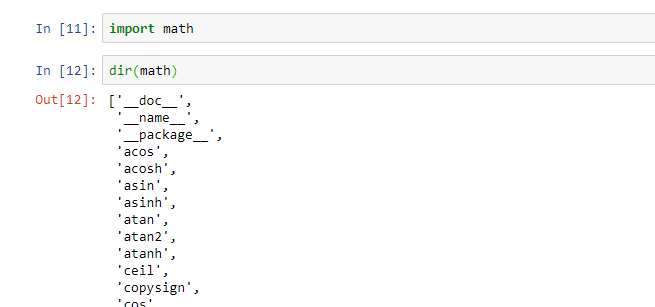 In [11]: import math
In [12]: dir(math)
Out[12]: ['__doc__',
'__name__',
'__package__',
'acos',
'acosh',
'asin',
'asinh',
'atan',
'atan2',
'atanh',
'ceil',
'copysign',
'cos'